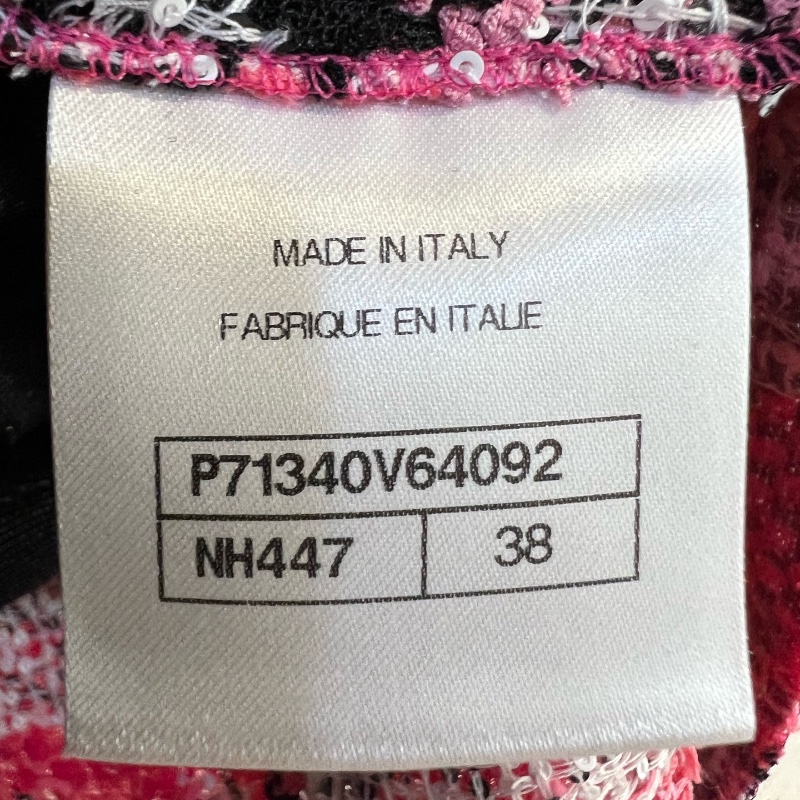 MADE IN ITALY
FABRIQUE EN ITALIE
P71340V64092
NH447 38